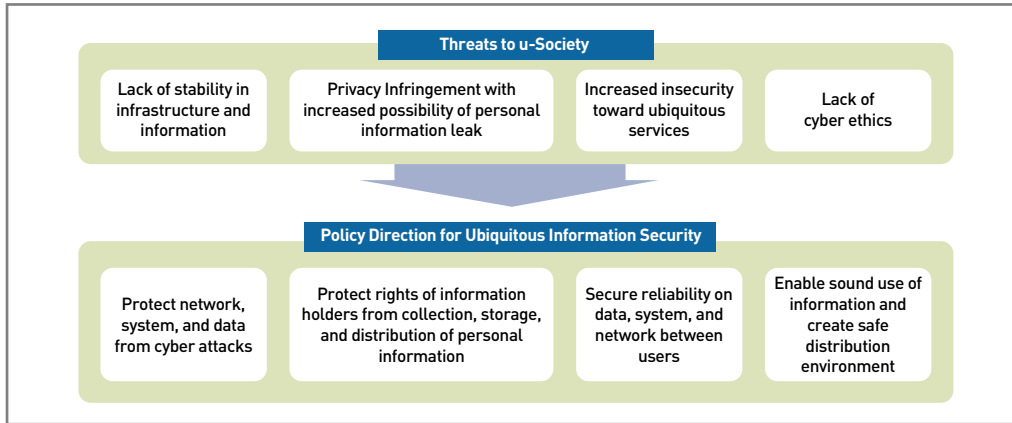 Threats to u-Society
Lack of stability in
infrastructure and
information
Privacy Infringement with
increased possibility of personal
information leak
Increased insecurity
toward ubiquitous
services
Lack of
cyber ethics
Policy Direction for Ubiquitous Information Security
Protect network,
system, and data
from cyber attacks
Protect rights of information
holders from collection, storage,
and distribution of personal
information
Secure reliability on
data, system, and
network between
users
Enable sound use of
information and
create safe
distribution
environment